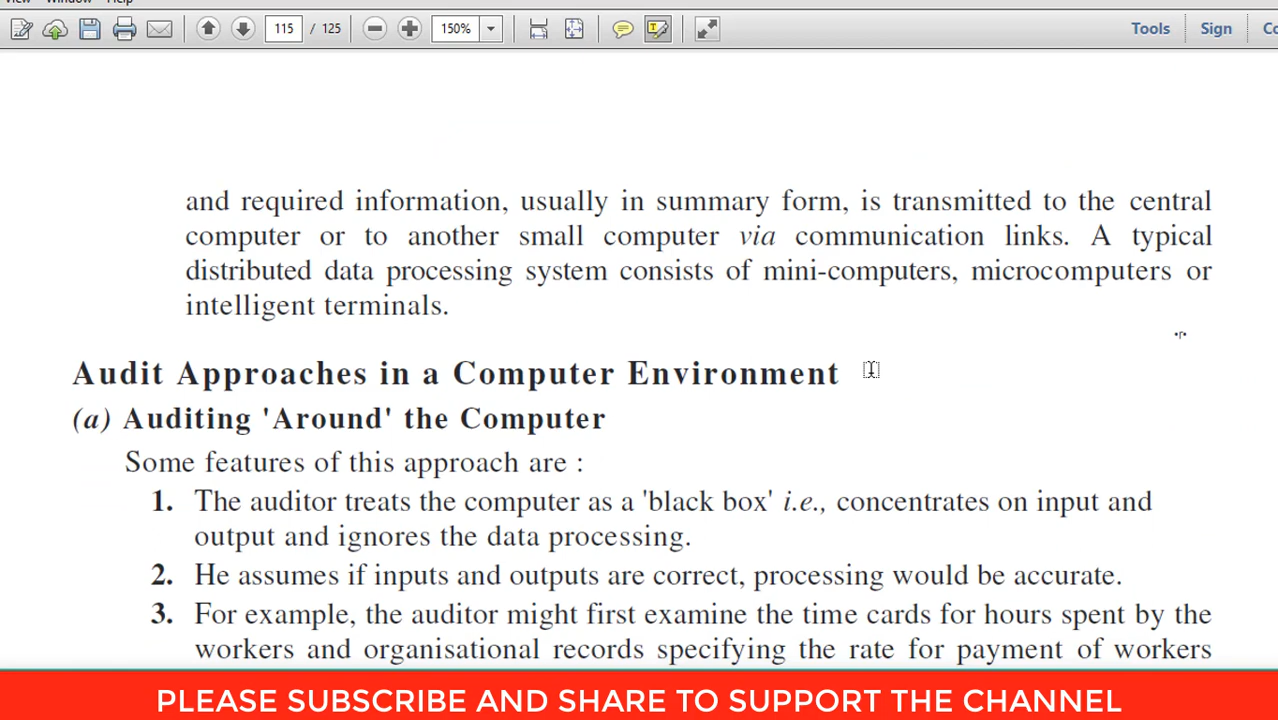 Window Help
115 / 125 150% Tools Sign
and required information, usually in summary form, is transmitted to the central
computer or to another small computer via communication links. A typical
distributed data processing system consists of mini-computers, microcomputers or
intelligent terminals.
Audit Approaches in a Computer Environment
(a) Auditing 'Around' the Computer
Some features of this approach are :
1. The auditor treats the computer as a 'black box' i.e., concentrates on input and
output and ignores the data processing.
2. He assumes if inputs and outputs are correct, processing would be accurate.
3. For example, the auditor might first examine the time cards for hours spent by the
workers and organisational records specifying the rate for payment of workers
PLEASE SUBSCRIBE AND SHARE TO SUPPORT THE CHANNEL